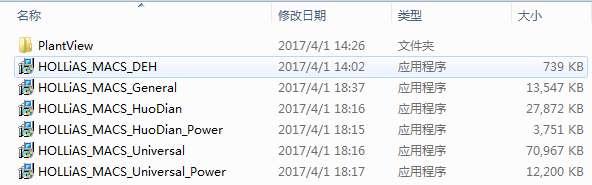 名称 修改日期 类型 大小
PlantView 2017/4/1 14:26 文件夹
HOLLiAS_MACS_DEH 2017/4/1 14:02 应用程序 739 KB
HOLLiAS_MACS_General 2017/4/1 18:37 应用程序 13,547 KB
HOLLiAS_MACS_HuoDian 2017/4/1 18:16 应用程序 27,872 KB
HOLLiAS_MACS_HuoDian_Power 2017/4/1 18:15 应用程序 3,751 KB
HOLLiAS_MACS_Universal 2017/4/1 18:16 应用程序 70,967 KB
HOLLiAS_MACS_Universal_Power 2017/4/1 18:17 应用程序 12,200 KB